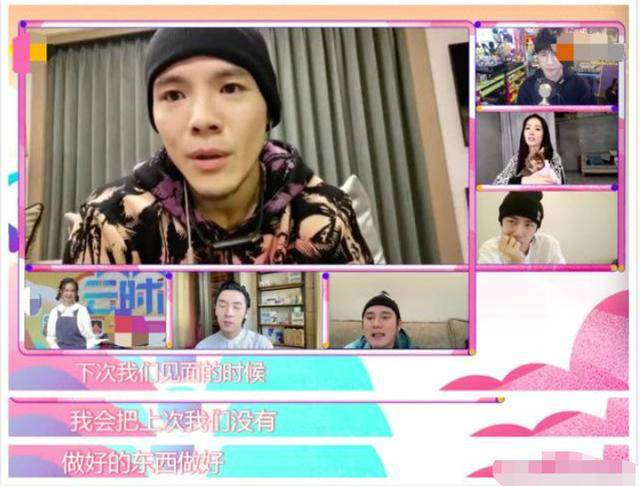 下次我们见面的时候
我会把上次我们没有
做好的东西做好